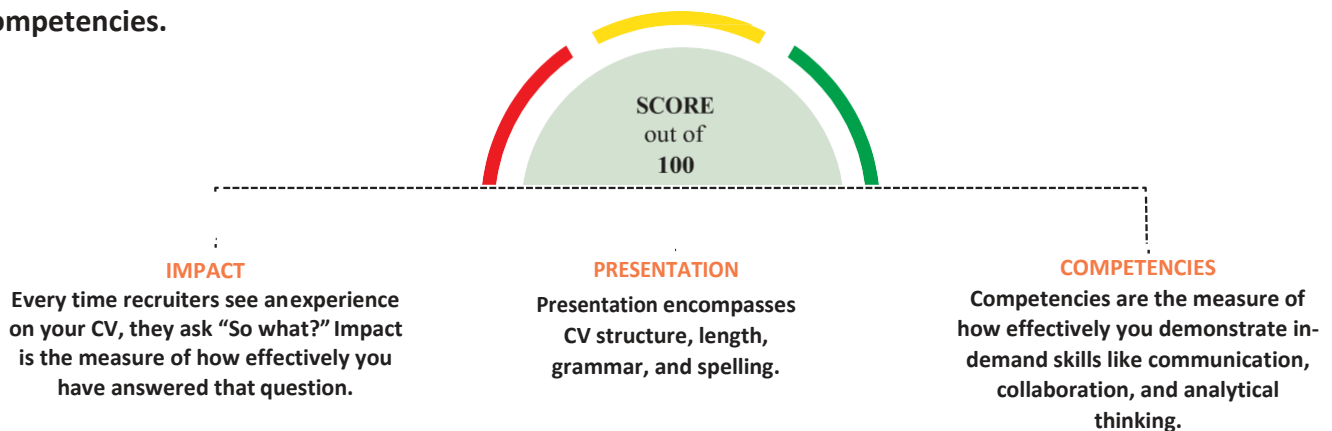 ompetencies.
SCORE
out of
100
IMPACT
Every time recruiters see anexperience
on your CV, they ask “So what?” Impact
is the measure of how effectively you
have answered that question.
PRESENTATION
Presentation encompasses
CV structure, length,
grammar, and spelling.
COMPETENCIES
Competencies are the measure of
how effectively you demonstrate in-
demand skills like communication,
collaboration, and analytical
thinking.